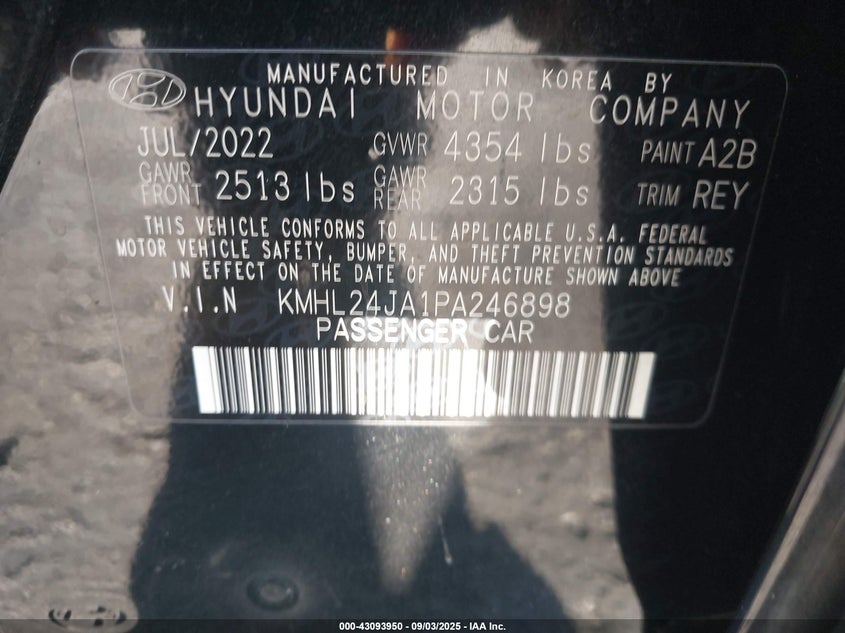 MANUFACTURED IN KOREA BY
HYUNDAI MOTOR COMPANY
JUL/2022 GVWR 4354 lbs PAINT A2B
GAWR FRONT 2513 lbs GAWR REAR 2315 lbs TRIM REY
THIS VEHICLE CONFORMS TO ALL APPLICABLE U.S.A. FEDERAL
MOTOR VEHICLE SAFETY, BUMPER, AND THEFT PREVENTION STANDARDS
IN EFFECT ON THE DATE OF MANUFACTURE SHOWN ABOVE
V.I.N KMHL24JA1PA246898
PASSENGER CAR
000-43093950 - 09/03/2025 - IAA Inc.